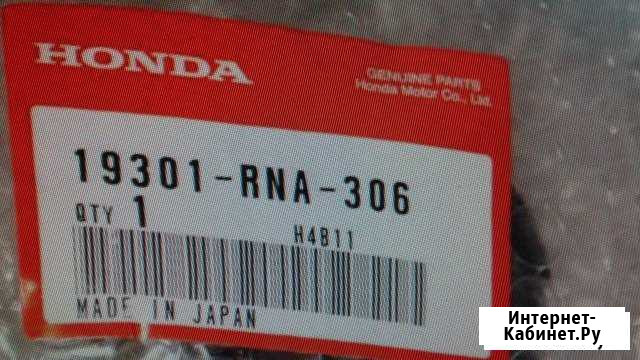 HONDA
GENUINE PARTS
Honda Motor Co., Ltd.
19301-RNA-306
QTY 1
H4B11
MADE IN JAPAN
Интернет-
Кабинет.Ру